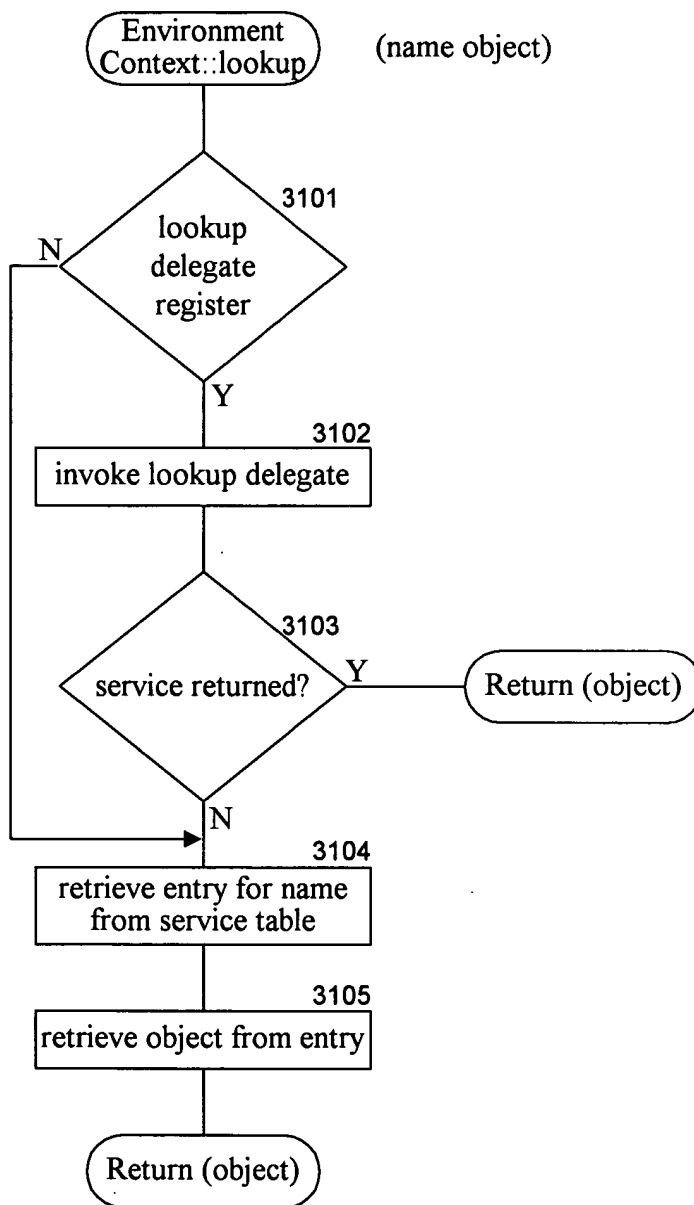 Environment
Context::lookup
(name object)
3101
lookup
delegate
register
N
Y
3102
invoke lookup delegate
3103
service returned?
Y
Return (object)
N
3104
retrieve entry for name
from service table
3105
retrieve object from entry
Return (object)